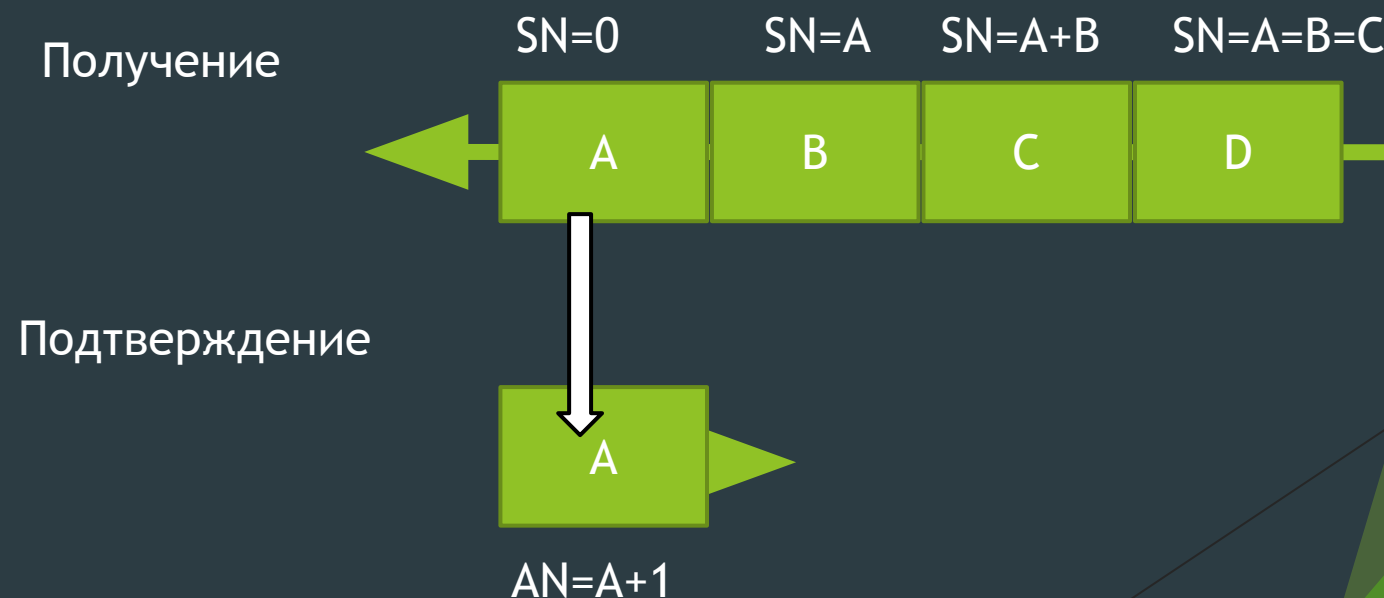 Получение
SN=0 SN=A SN=A+B SN=A=B=C
A B C D
Подтверждение
A
AN=A+1